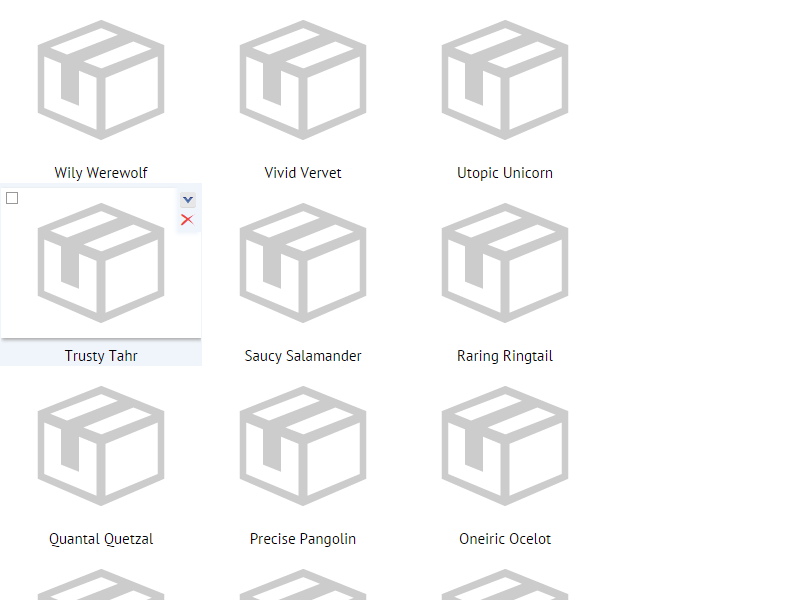 Wily Werewolf
Vivid Vervet
Utopic Unicorn
Trusty Tahr
Saucy Salamander
Raring Ringtail
Quantal Quetzal
Precise Pangolin
Oneiric Ocelot